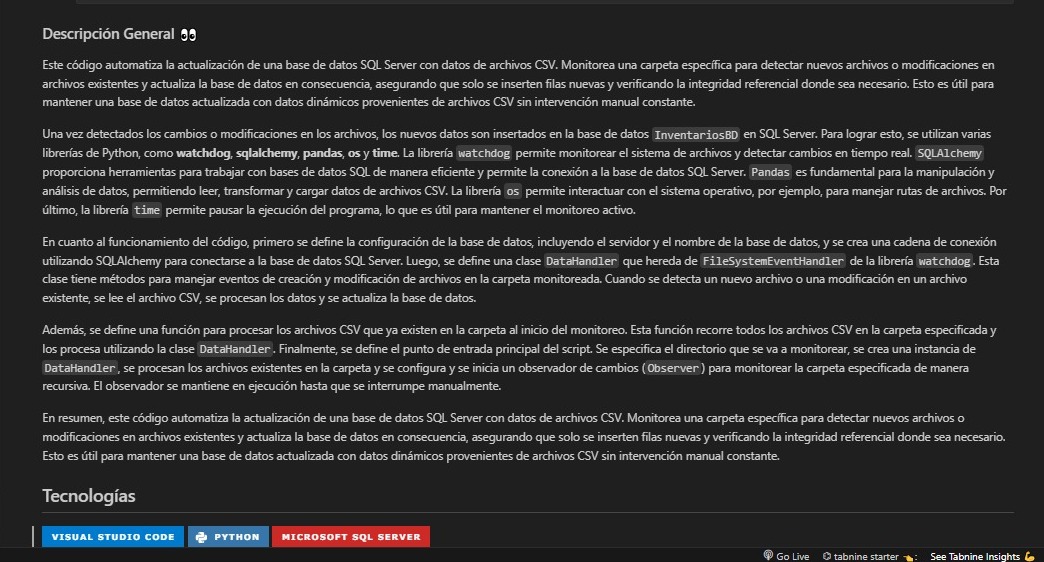 Descripción General 👀
Este código automatiza la actualización de una base de datos SQL Server con datos de archivos CSV. Monitorea una carpeta específica para detectar nuevos archivos o modificaciones en
archivos existentes y actualiza la base de datos en consecuencia, asegurando que solo se inserten filas nuevas y verificando la integridad referencial donde sea necesario. Esto es útil para
mantener una base de datos actualizada con datos dinámicos provenientes de archivos CSV sin intervención manual constante.
Una vez detectados los cambios o modificaciones en los archivos, los nuevos datos son insertados en la base de datos InventariosBD en SQL Server. Para lograr esto, se utilizan varias
librerías de Python, como watchdog, sqlalchemy, pandas, os y time. La librería watchdog permite monitorear el sistema de archivos y detectar cambios en tiempo real. SQLAlchemy
proporciona herramientas para trabajar con bases de datos SQL de manera eficiente y permite la conexión a la base de datos SQL Server. Pandas es fundamental para la manipulación y
análisis de datos, permitiendo leer, transformar y cargar datos de archivos CSV. La librería os permite interactuar con el sistema operativo, por ejemplo, para manejar rutas de archivos. Por
último, la librería time permite pausar la ejecución del programa, lo que es útil para mantener el monitoreo activo.
En cuanto al funcionamiento del código, primero se define la configuración de la base de datos, incluyendo el servidor y el nombre de la base de datos, y se crea una cadena de conexión
utilizando SQLAlchemy para conectarse a la base de datos SQL Server. Luego, se define una clase DataHandler que hereda de FileSystemEventHandler de la librería watchdog. Esta
clase tiene métodos para manejar eventos de creación y modificación de archivos en la carpeta monitoreada. Cuando se detecta un nuevo archivo o una modificación en un archivo
existente, se lee el archivo CSV, se procesan los datos y se actualiza la base de datos.
Además, se define una función para procesar los archivos CSV que ya existen en la carpeta al inicio del monitoreo. Esta función recorre todos los archivos CSV en la carpeta especificada y
los procesa utilizando la clase DataHandler. Finalmente, se define el punto de entrada principal del script. Se especifica el directorio que se va a monitorear, se crea una instancia de
DataHandler, se procesan los archivos existentes en la carpeta y se configura y se inicia un observador de cambios (Observer) para monitorear la carpeta especificada de manera
recursiva. El observador se mantiene en ejecución hasta que se interrumpe manualmente.
En resumen, este código automatiza la actualización de una base de datos SQL Server con datos de archivos CSV. Monitorea una carpeta específica para detectar nuevos archivos o
modificaciones en archivos existentes y actualiza la base de datos en consecuencia, asegurando que solo se inserten filas nuevas y verificando la integridad referencial donde sea necesario.
Esto es útil para mantener una base de datos actualizada con datos dinámicos provenientes de archivos CSV sin intervención manual constante.
Tecnologías
VISUAL STUDIO CODE PYTHON MICROSOFT SQL SERVER
Go Live tabnine starter 👈: See Tabnine Insights 💪